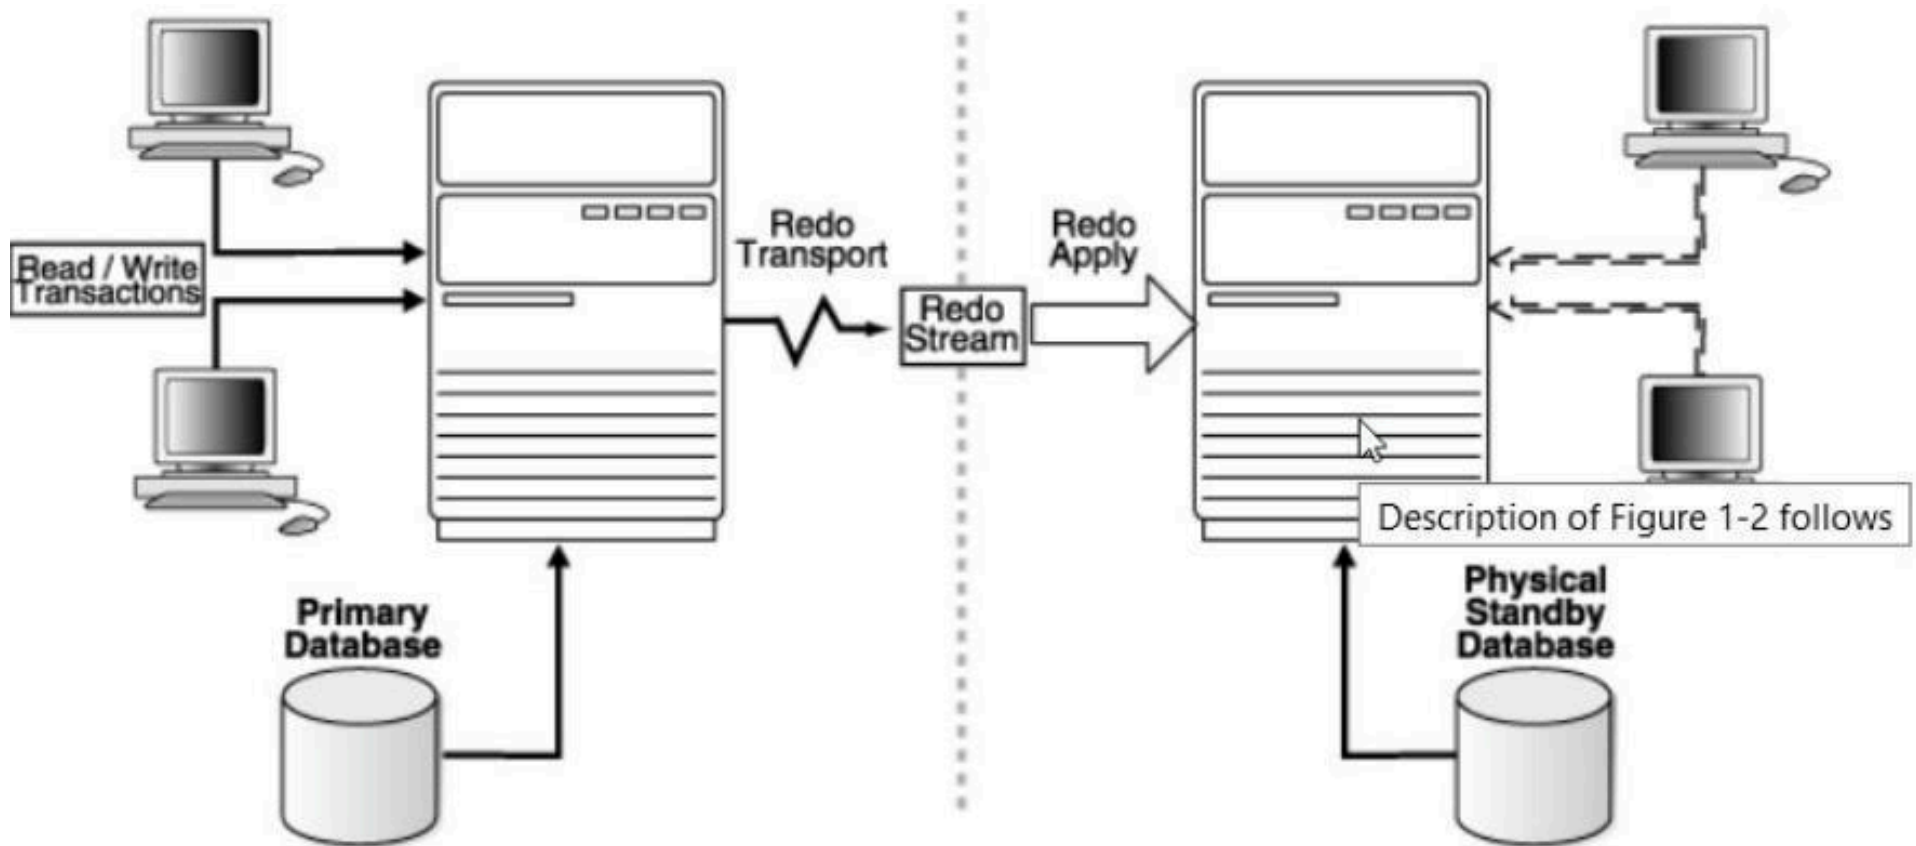 Read / Write
Transactions
Redo
Transport
Redo
Stream
Redo
Apply
Description of Figure 1-2 follows
Primary
Database
Physical
Standby
Database